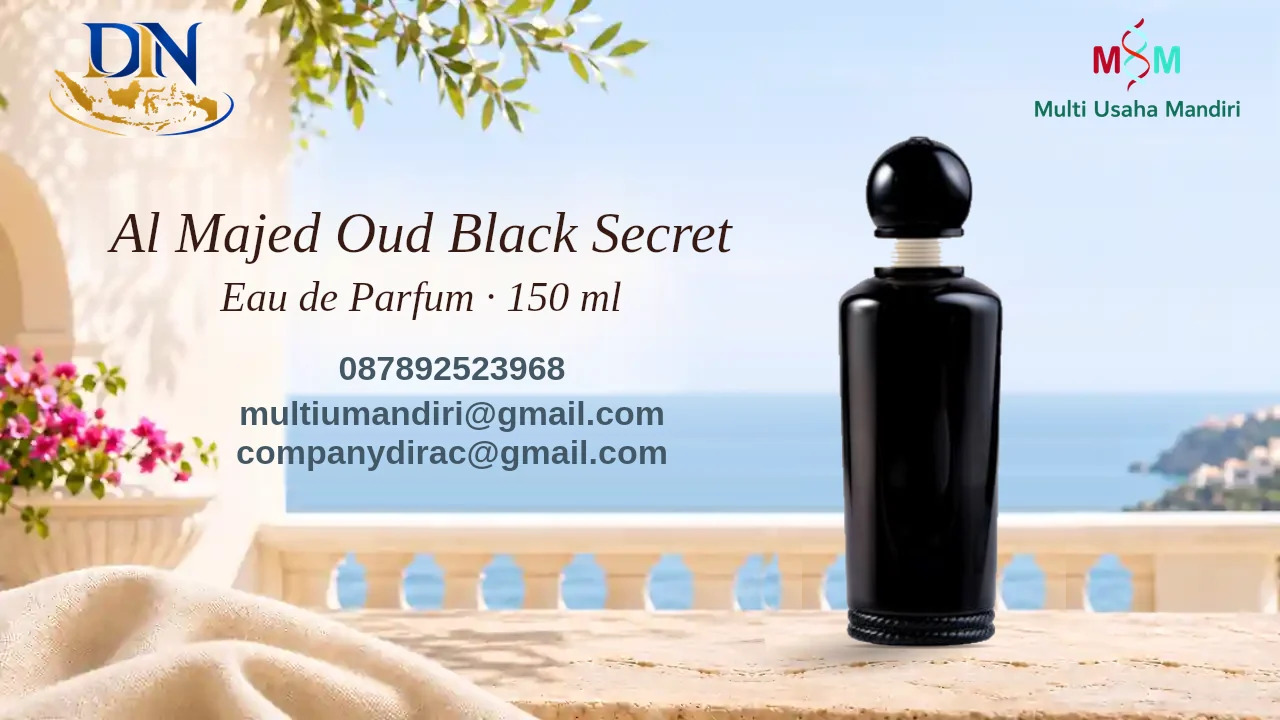 DIN
MSM
Multi Usaha Mandiri
Al Majed Oud Black Secret
Eau de Parfum · 150 ml
087892523968
multiumandiri@gmail.com
companydirac@gmail.com